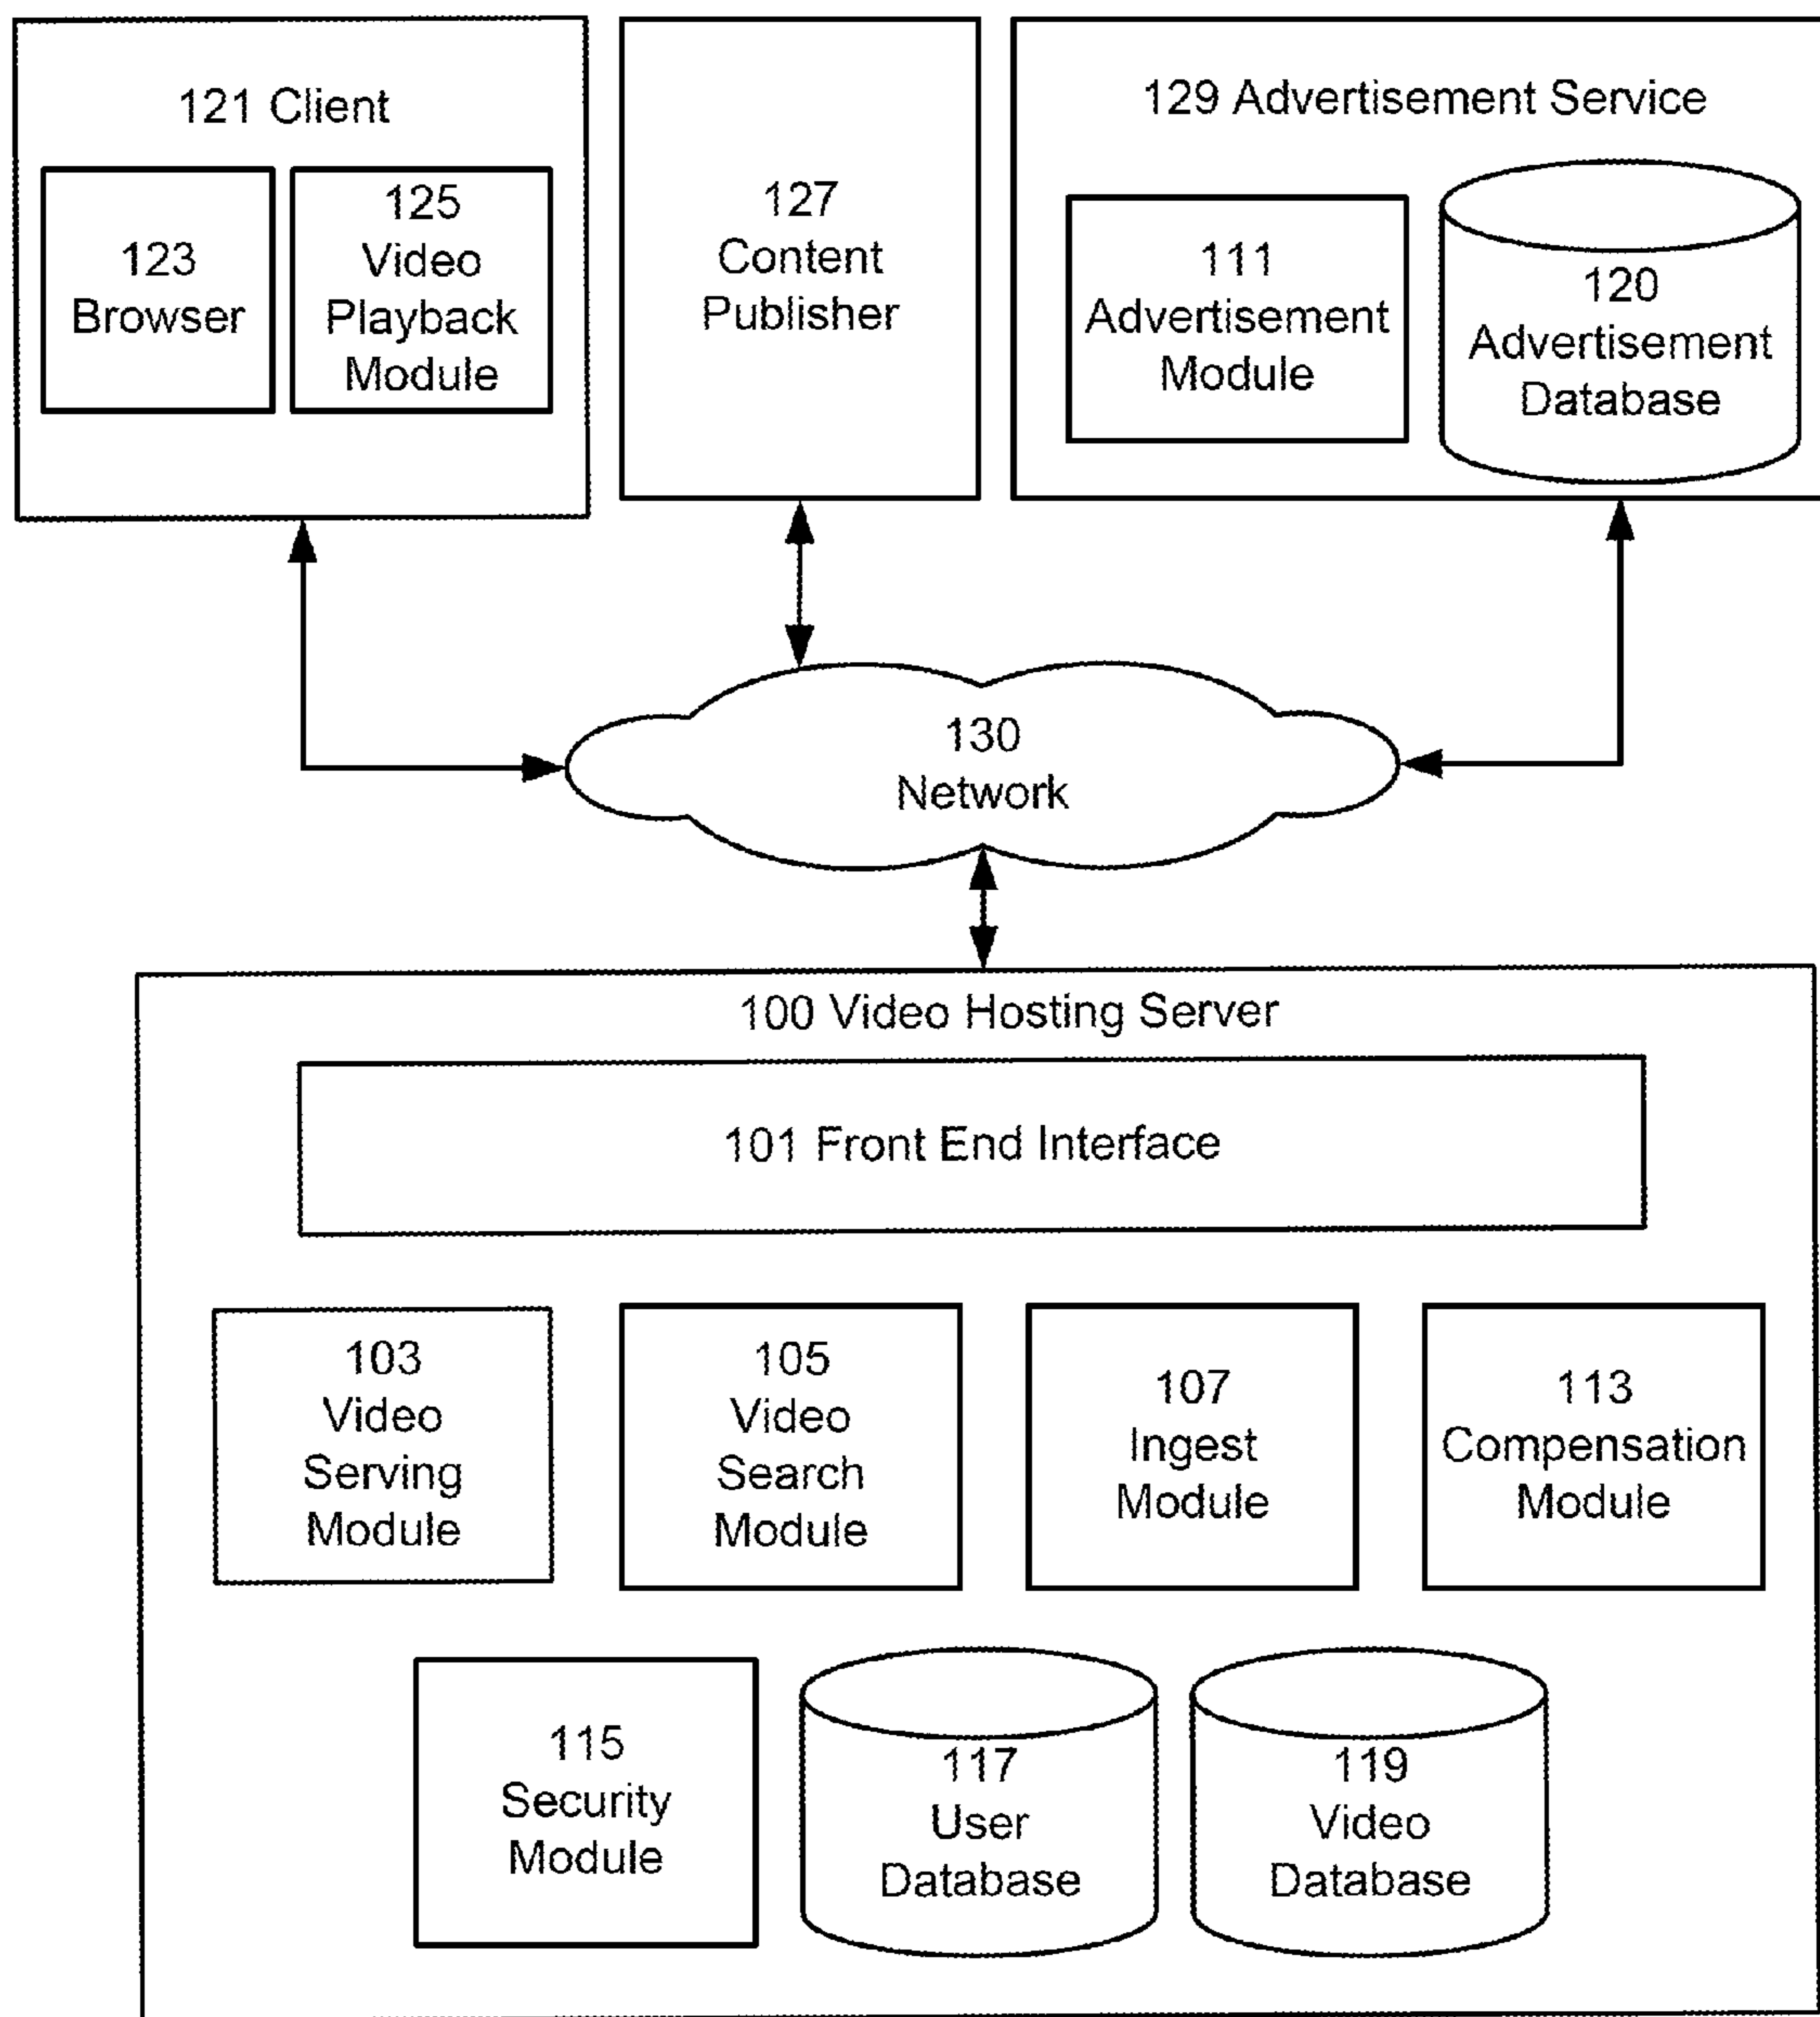 121 Client
123
Browser
125
Video
Playback
Module
127
Content
Publisher
129 Advertisement Service
111
Advertisement
Module
120
Advertisement
Database
130
Network
100 Video Hosting Server
101 Front End Interface
103
Video
Serving
Module
105
Video
Search
Module
107
Ingest
Module
113
Compensation
Module
115
Security
Module
117
User
Database
119
Video
Database